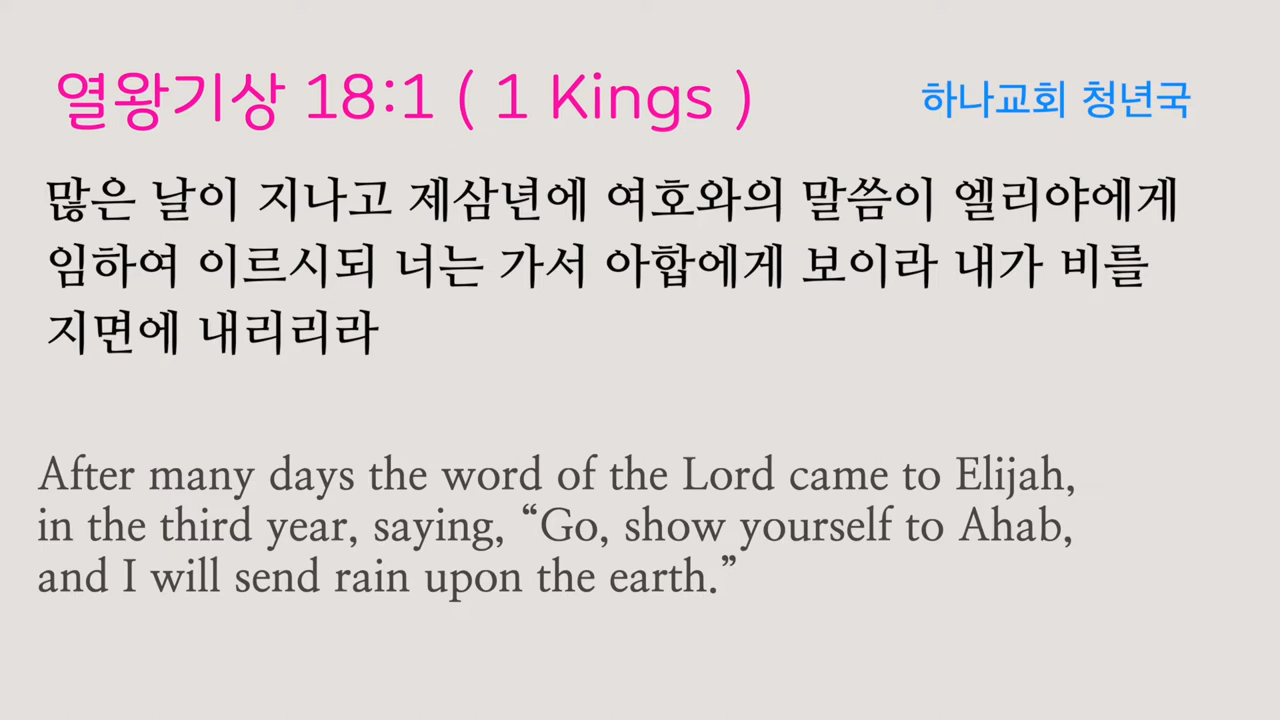 열왕기상 18:1 ( 1 Kings )
하나교회 청년국
많은 날이 지나고 제삼년에 여호와의 말씀이 엘리야에게
임하여 이르시되 너는 가서 아합에게 보이라 내가 비를
지면에 내리리라
After many days the word of the Lord came to Elijah,
in the third year, saying, “Go, show yourself to Ahab,
and I will send rain upon the earth.”